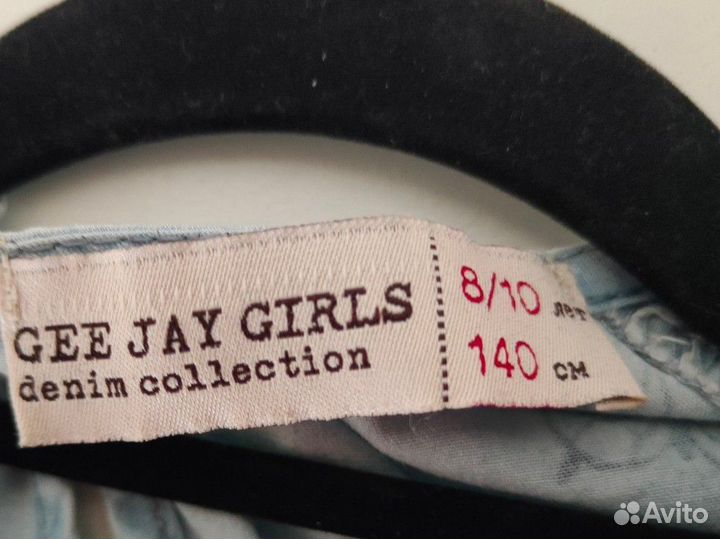 GEE JAY GIRLS
denim collection
8/10 лет
140 см
Avito